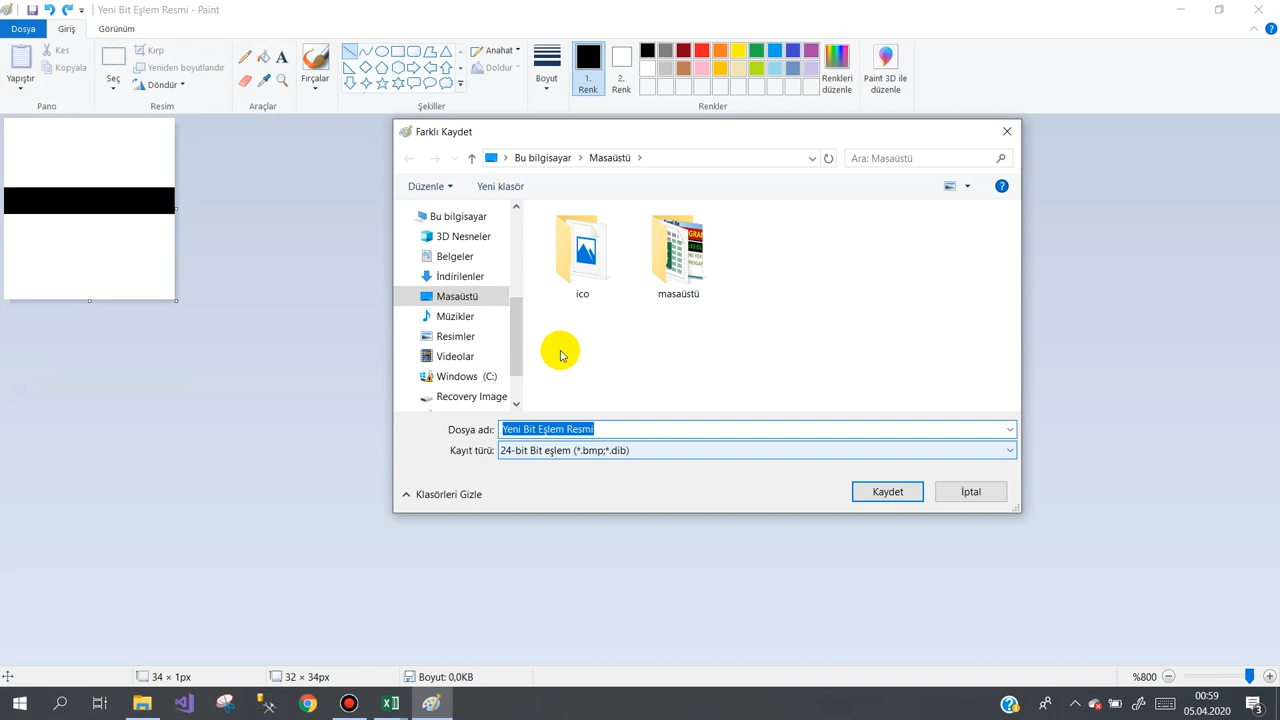 Yeni Bit Eşlem Resmi - Paint
Dosya
Giriş
Görünüm
Yapıştır
Kes
Kopyala
Pano
Seç
Kırp
Yeniden boyutlandır
Döndür
Resim
Araçlar
Fırçalar
Şekiller
Anahat
Doldur
Boyut
1.
Renk
2.
Renk
Renkler
Renkleri
düzenle
Paint 3D ile
düzenle
Farklı Kaydet
Bu bilgisayar
Masaüstü
Ara: Masaüstü
Düzenle
Yeni klasör
Bu bilgisayar
3D Nesneler
Belgeler
İndirilenler
Masaüstü
Müzikler
Resimler
Videolar
Windows (C:)
Recovery Image
ico
masaüstü
Dosya adı:
Yeni Bit Eşlem Resmi
Kayıt türü:
24-bit Bit eşlem (*.bmp;*.dib)
Klasörleri Gizle
Kaydet
İptal
34 × 1px
32 × 34px
Boyut: 0,0KB
%800
00:59
05.04.2020
3